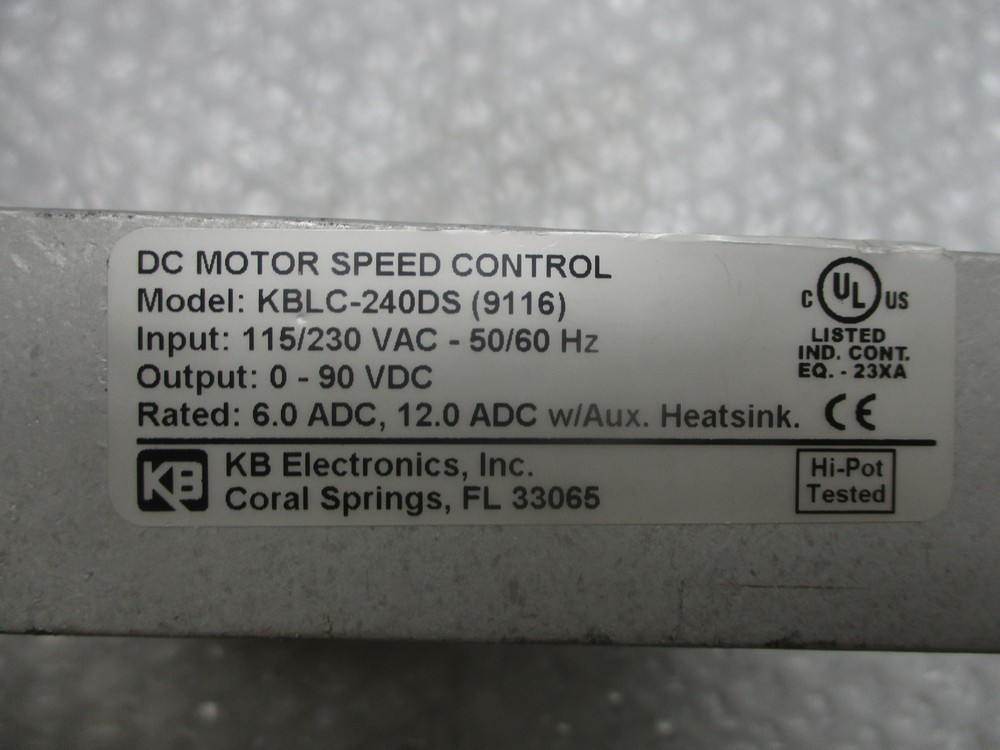 DC MOTOR SPEED CONTROL
Model: KBLC-240DS (9116)
Input: 115/230 VAC - 50/60 Hz
Output: 0 - 90 VDC
Rated: 6.0 ADC, 12.0 ADC w/Aux. Heatsink.
C UL US
LISTED
IND. CONT.
EQ. - 23XA
CE
KB
KB Electronics, Inc.
Coral Springs, FL 33065
Hi-Pot
Tested